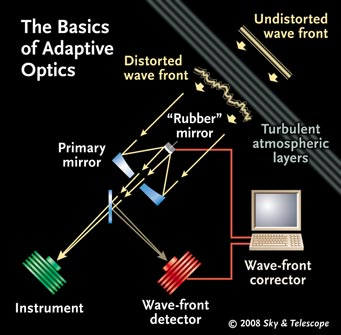 The Basics
of Adaptive
Optics
Undistorted
wave front
Distorted
wave front
"Rubber"
mirror
Primary
mirror
Turbulent
atmospheric
layers
Wave-front
corrector
Instrument
Wave-front
detector
© 2008 Sky & Telescope